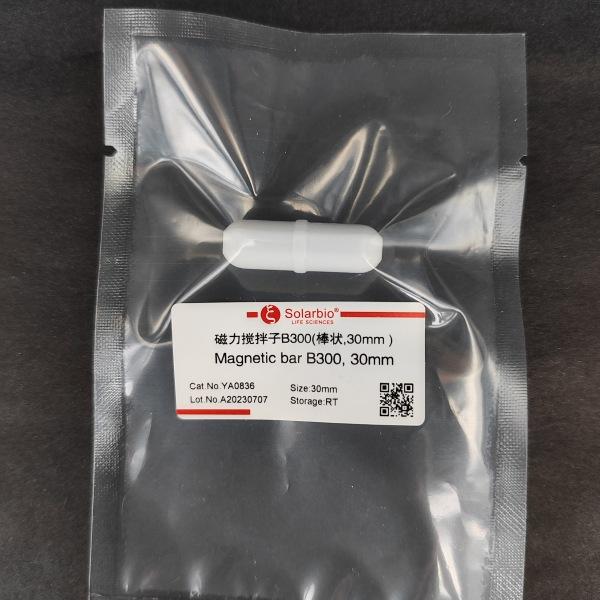 Solarbio®
LIFE SCIENCES
磁力搅拌子B300(棒状,30mm )
Magnetic bar B300, 30mm
Cat.No.YA0836 Size:30mm
Lot.No.A20230707 Storage:RT